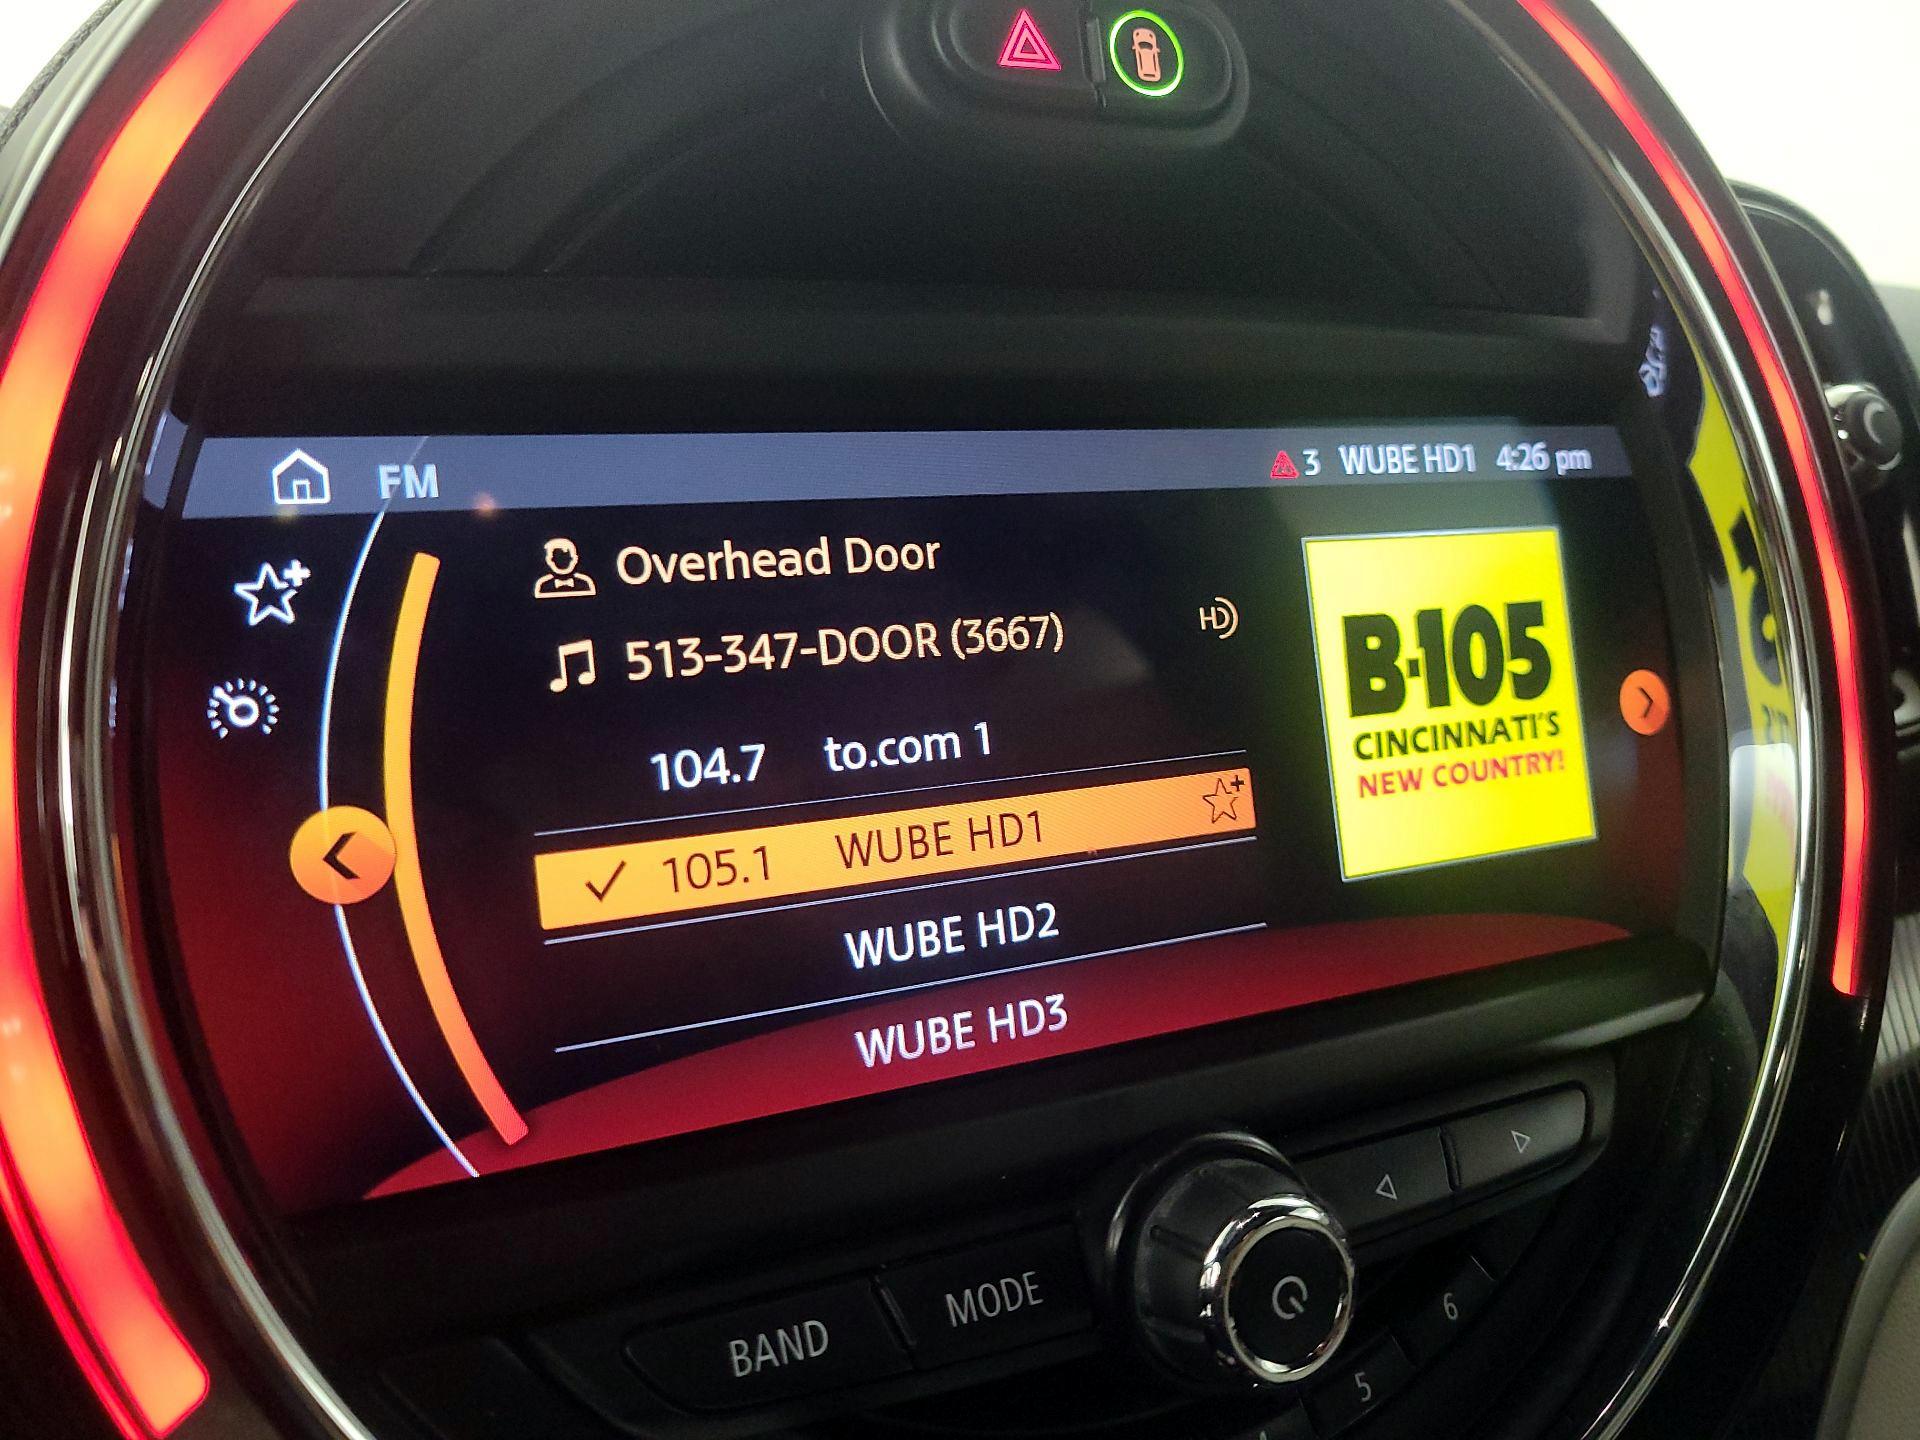 FM
3 WUBE HD1 4:26 pm
Overhead Door
513-347-DOOR (3667)
HD
104.7 to.com 1
105.1 WUBE HD1
WUBE HD2
WUBE HD3
B-105
CINCINNATI'S
NEW COUNTRY!
BAND
MODE
5
6